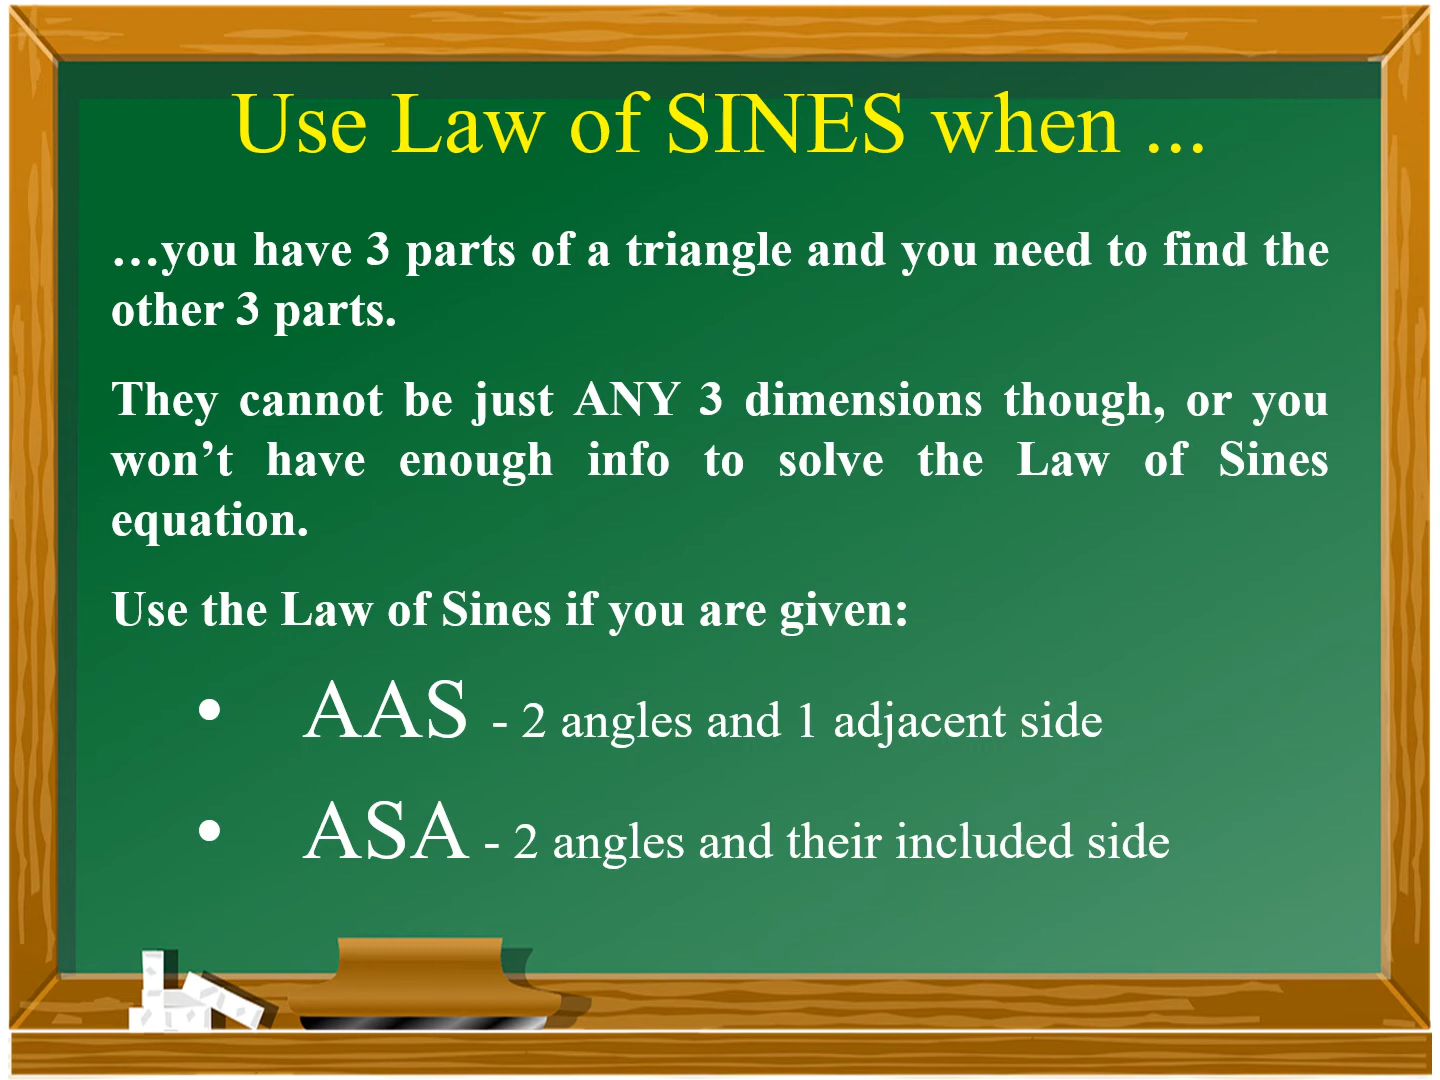 Use Law of SINES when ...
…you have 3 parts of a triangle and you need to find the
other 3 parts.
They cannot be just ANY 3 dimensions though, or you
won’t have enough info to solve the Law of Sines
equation.
Use the Law of Sines if you are given:
• AAS - 2 angles and 1 adjacent side
• ASA - 2 angles and their included side